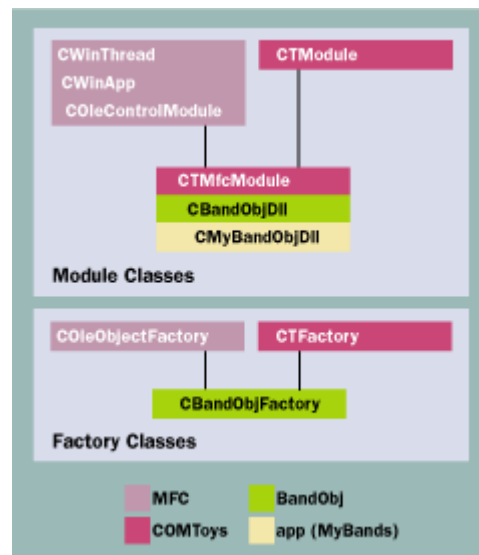 CWinThread
CWinApp
COleControlModule
CTModule
CTMfcModule
CBandObjDll
CMyBandObjDll
Module Classes
COleObjectFactory
CTFactory
CBandObjFactory
Factory Classes
MFC
BandObj
COMToys
app (MyBands)